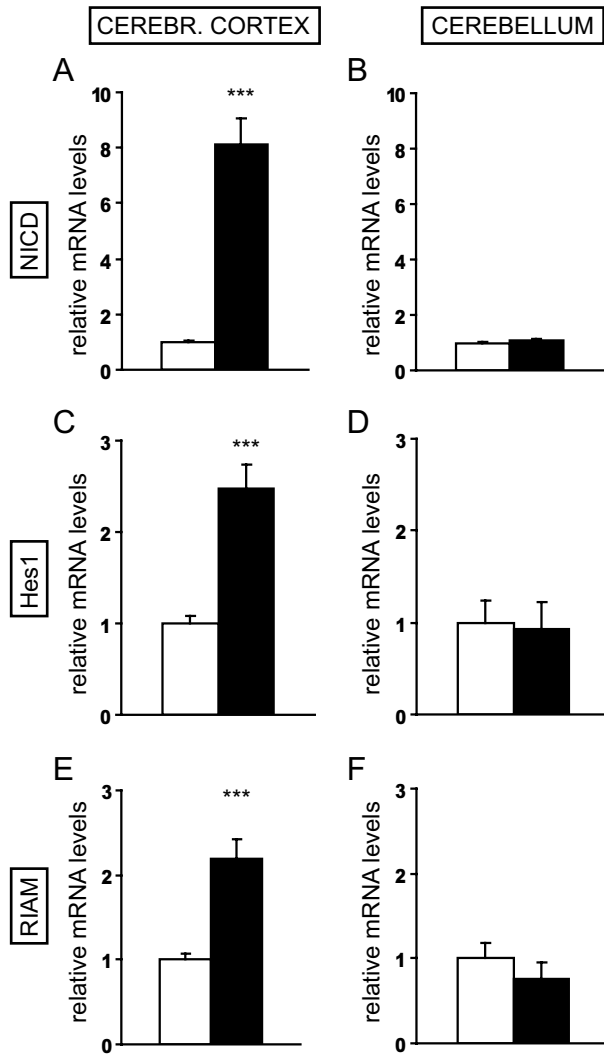 CEREBR. CORTEX
CEREBELLUM
A
B
NICD
relative mRNA levels
10
8
6
4
2
0
***
relative mRNA levels
10
8
6
4
2
0
C
D
Hes1
relative mRNA levels
3
2
1
0
***
relative mRNA levels
3
2
1
0
E
F
RIAM
relative mRNA levels
3
2
1
0
***
relative mRNA levels
3
2
1
0